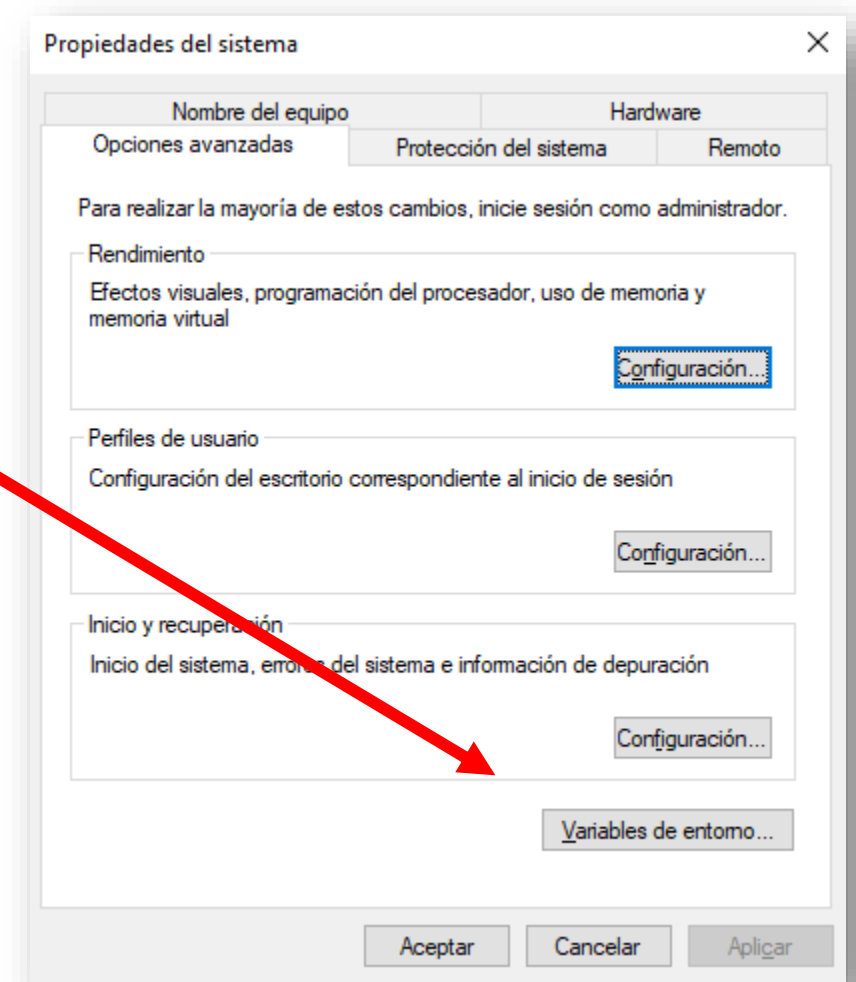 Propiedades del sistema
Nombre del equipo
Hardware
Opciones avanzadas
Protección del sistema
Remoto
Para realizar la mayoría de estos cambios, inicie sesión como administrador.
Rendimiento
Efectos visuales, programación del procesador, uso de memoria y
memoria virtual
Configuración...
Perfiles de usuario
Configuración del escritorio correspondiente al inicio de sesión
Configuración...
Inicio y recuperación
Inicio del sistema, errores del sistema e información de depuración
Configuración...
Variables de entorno...
Aceptar
Cancelar
Aplicar